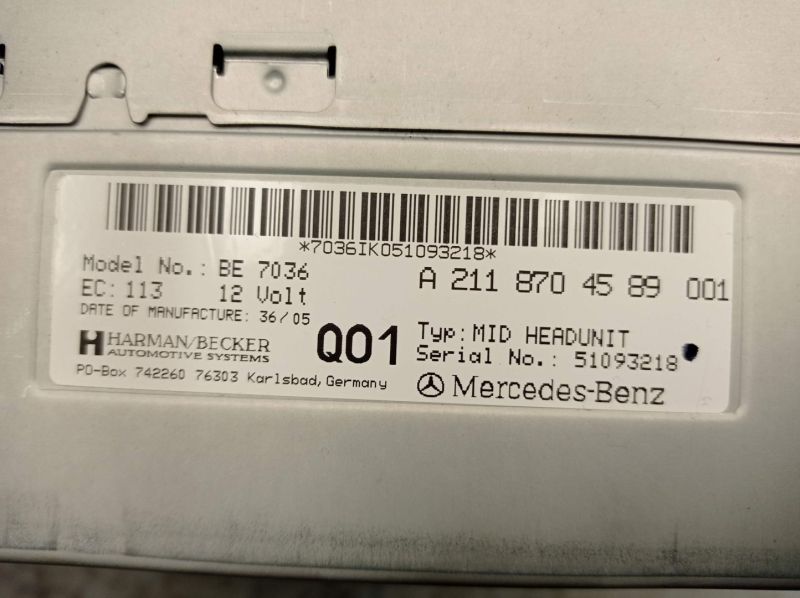 *7036IK051093218*
Model No.: BE 7036
A 211 870 45 89 001
EC: 113 12 Volt
DATE OF MANUFACTURE: 36/05
HARMAN/BECKER
AUTOMOTIVE SYSTEMS
Q01
Typ: MID HEADUNIT
Serial No.: 51093218
PO-Box 742260 76303 Karlsbad, Germany
Mercedes-Benz